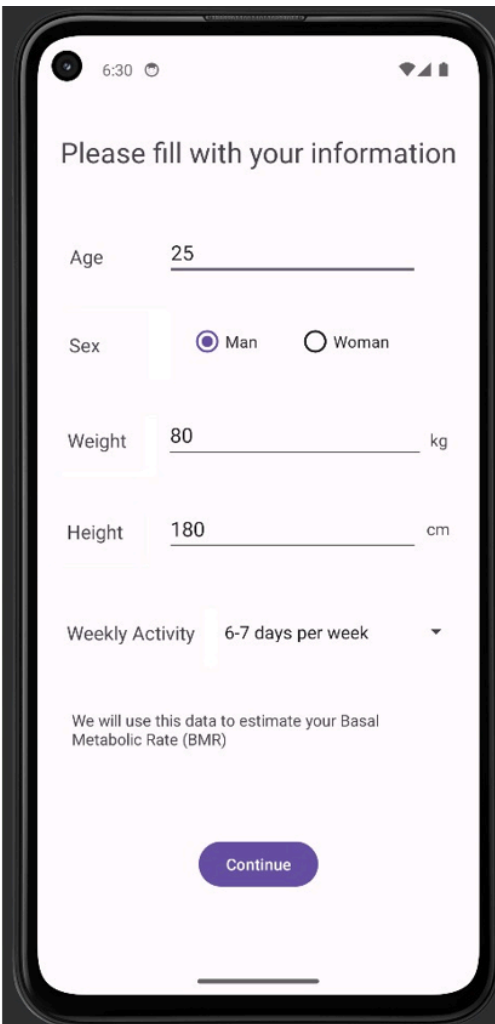 6:30
Please fill with your information
Age 25
Sex Man Woman
Weight 80 kg
Height 180 cm
Weekly Activity 6-7 days per week
We will use this data to estimate your Basal
Metabolic Rate (BMR)
Continue